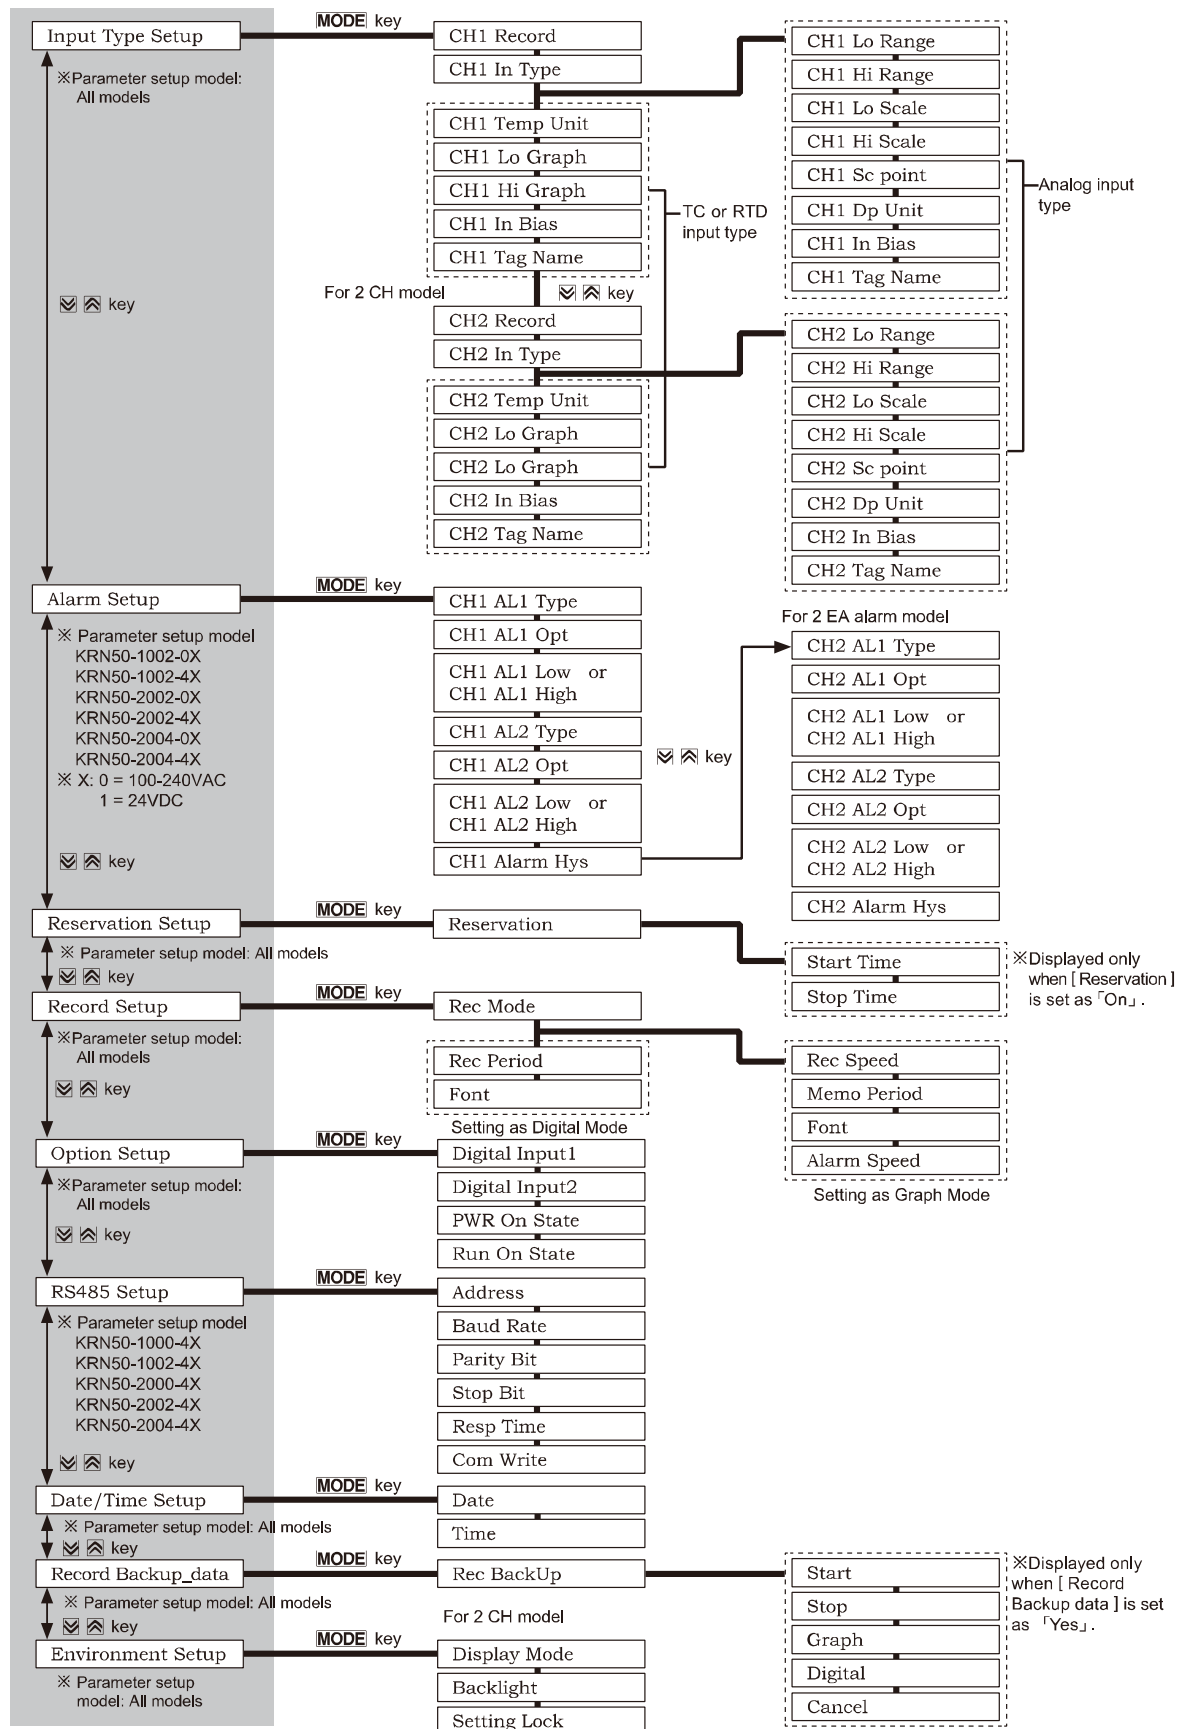 Input Type Setup
MODE key
※Parameter setup model:
All models
key
CH1 Record
CH1 In Type
CH1 Temp Unit
CH1 Lo Graph
CH1 Hi Graph
CH1 In Bias
CH1 Tag Name
TC or RTD
input type
For 2 CH model
key
CH2 Record
CH2 In Type
CH2 Temp Unit
CH2 Lo Graph
CH2 Lo Graph
CH2 In Bias
CH2 Tag Name
CH1 Lo Range
CH1 Hi Range
CH1 Lo Scale
CH1 Hi Scale
CH1 Sc point
CH1 Dp Unit
CH1 In Bias
CH1 Tag Name
Analog input
type
CH2 Lo Range
CH2 Hi Range
CH2 Lo Scale
CH2 Hi Scale
CH2 Sc point
CH2 Dp Unit
CH2 In Bias
CH2 Tag Name
Alarm Setup
MODE key
※ Parameter setup model
KRN50-1002-0X
KRN50-1002-4X
KRN50-2002-0X
KRN50-2002-4X
KRN50-2004-0X
KRN50-2004-4X
※ X: 0 = 100-240VAC
1 = 24VDC
key
CH1 AL1 Type
CH1 AL1 Opt
CH1 AL1 Low or
CH1 AL1 High
CH1 AL2 Type
CH1 AL2 Opt
CH1 AL2 Low or
CH1 AL2 High
CH1 Alarm Hys
key
For 2 EA alarm model
CH2 AL1 Type
CH2 AL1 Opt
CH2 AL1 Low or
CH2 AL1 High
CH2 AL2 Type
CH2 AL2 Opt
CH2 AL2 Low or
CH2 AL2 High
CH2 Alarm Hys
Reservation Setup
MODE key
※ Parameter setup model: All models
key
Reservation
Start Time
Stop Time
※Displayed only
when [ Reservation ]
is set as 「On」.
Record Setup
MODE key
※Parameter setup model:
All models
key
Rec Mode
Rec Period
Font
Setting as Digital Mode
Rec Speed
Memo Period
Font
Alarm Speed
Setting as Graph Mode
Option Setup
MODE key
※Parameter setup model:
All models
key
Digital Input1
Digital Input2
PWR On State
Run On State
RS485 Setup
MODE key
※ Parameter setup model
KRN50-1000-4X
KRN50-1002-4X
KRN50-2000-4X
KRN50-2002-4X
KRN50-2004-4X
key
Address
Baud Rate
Parity Bit
Stop Bit
Resp Time
Com Write
Date/Time Setup
MODE key
※ Parameter setup model: All models
key
Date
Time
Record Backup_data
MODE key
※ Parameter setup model: All models
key
Rec BackUp
Start
Stop
Graph
Digital
Cancel
※Displayed only
when [ Record
Backup data ] is set
as 「Yes」.
For 2 CH model
Environment Setup
MODE key
※ Parameter setup
model: All models
Display Mode
Backlight
Setting Lock